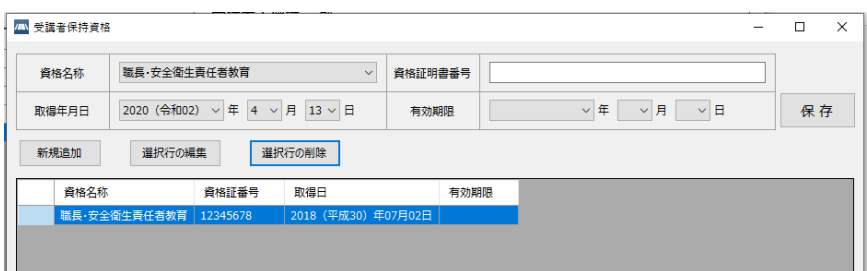 受講者保持資格
資格名称 職長・安全衛生責任者教育 資格証明書番号
取得年月日 2020（令和02） 年 4 月 13 日 有効期限 年 月 日 保存
新規追加 選択行の編集 選択行の削除
資格名称 資格証番号 取得日 有効期限
職長・安全衛生責任者教育 12345678 2018（平成30）年07月02日